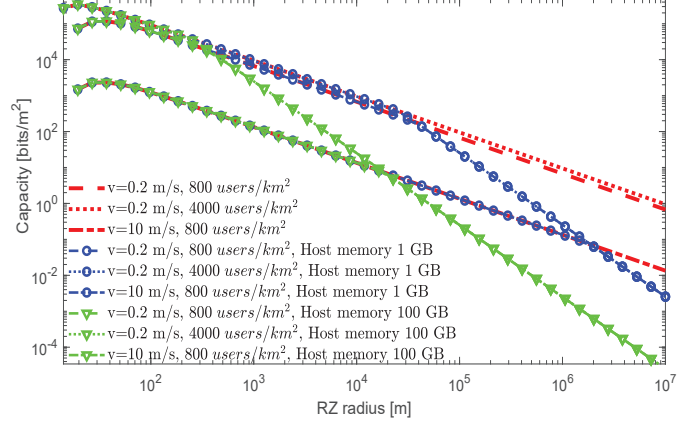 10^4
10^2
10^0
10^-2
10^-4
Capacity [bits/m^2]
v=0.2 m/s, 800 users/km^2
v=0.2 m/s, 4000 users/km^2
v=10 m/s, 800 users/km^2
v=0.2 m/s, 800 users/km^2, Host memory 1 GB
v=0.2 m/s, 4000 users/km^2, Host memory 1 GB
v=10 m/s, 800 users/km^2, Host memory 1 GB
v=0.2 m/s, 800 users/km^2, Host memory 100 GB
v=0.2 m/s, 4000 users/km^2, Host memory 100 GB
v=10 m/s, 800 users/km^2, Host memory 100 GB
10^2 10^3 10^4 10^5 10^6 10^7
RZ radius [m]